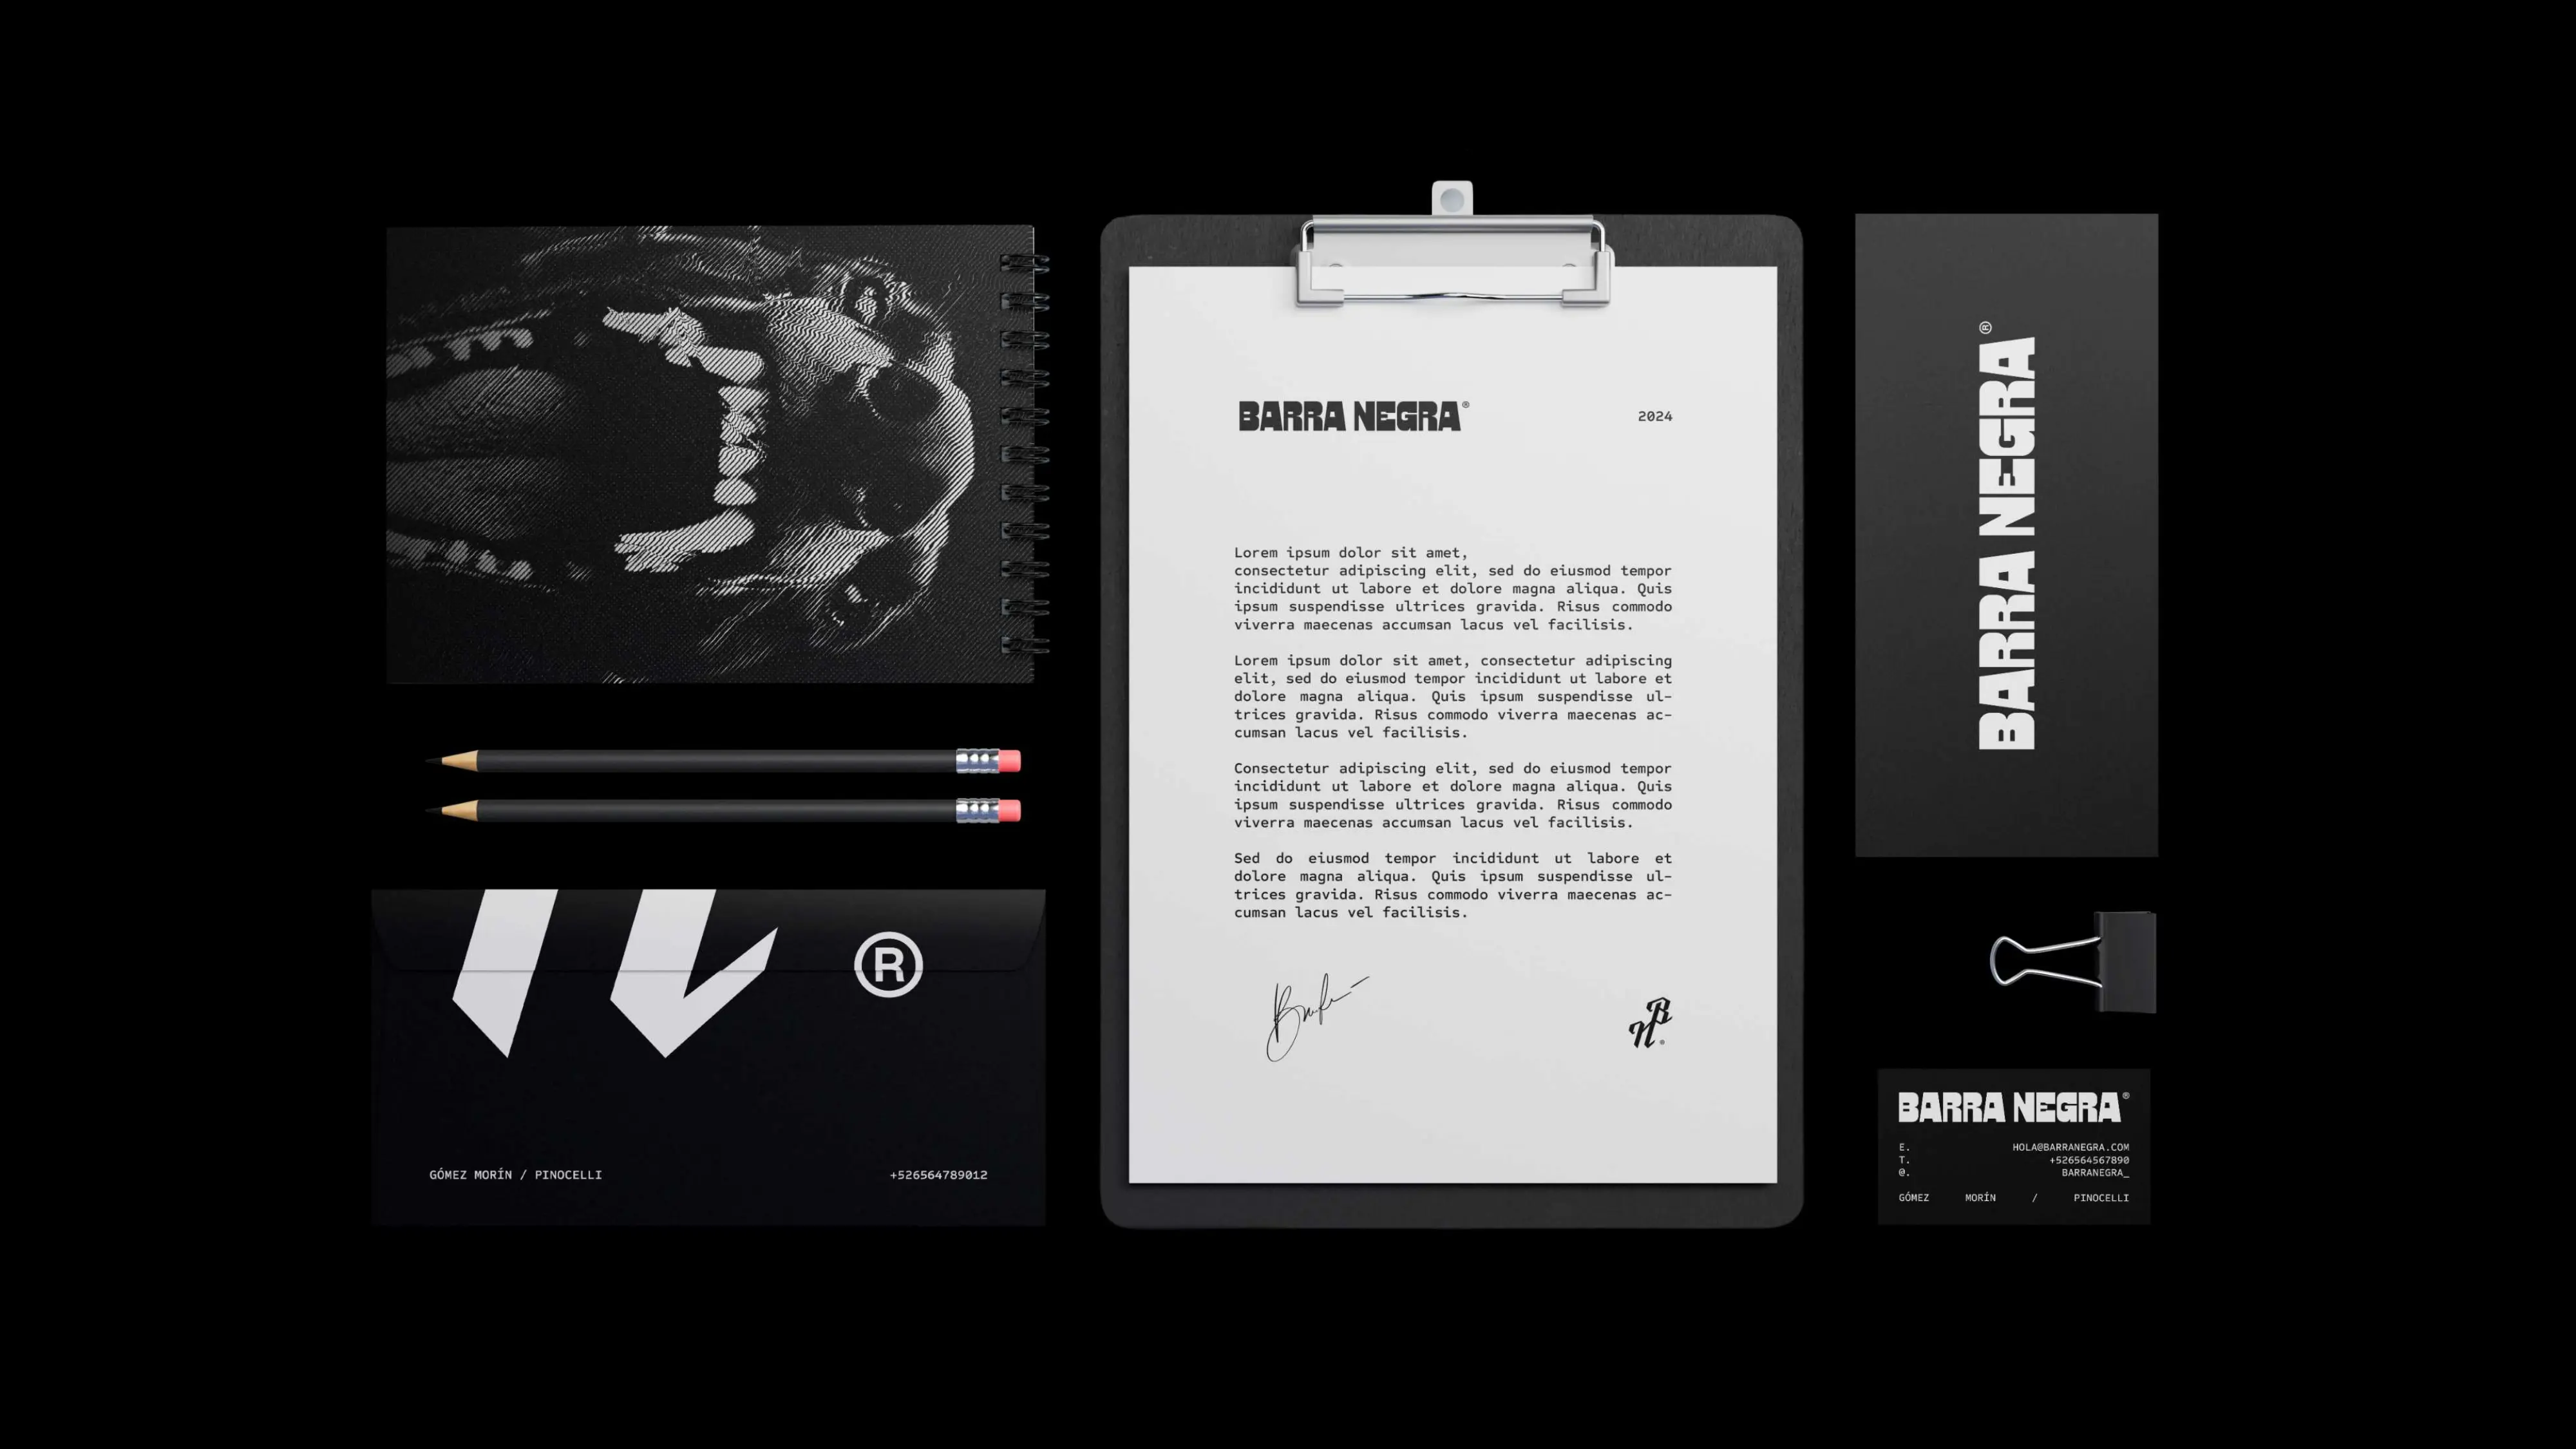 BARRA NEGRA®
2024
Lorem ipsum dolor sit amet,
consectetur adipiscing elit, sed do eiusmod tempor
incididunt ut labore et dolore magna aliqua. Quis
ipsum suspendisse ultrices gravida. Risus commodo
viverra maecenas accumsan lacus vel facilisis.
Lorem ipsum dolor sit amet, consectetur adipiscing
elit, sed do eiusmod tempor incididunt ut labore et
dolore magna aliqua. Quis ipsum suspendisse ul-
trices gravida. Risus commodo viverra maecenas ac-
cumsan lacus vel facilisis.
Consectetur adipiscing elit, sed do eiusmod tempor
incididunt ut labore et dolore magna aliqua. Quis
ipsum suspendisse ultrices gravida. Risus commodo
viverra maecenas accumsan lacus vel facilisis.
Sed do eiusmod tempor incididunt ut labore et
dolore magna aliqua. Quis ipsum suspendisse ul-
trices gravida. Risus commodo viverra maecenas ac-
cumsan lacus vel facilisis.
®
GÓMEZ MORÍN / PINOCELLI
+526564789012
BARRA NEGRA®
BARRA NEGRA®
E. HOLA@BARRANEGRA.COM
T. +526564567890
@. BARRANEGRA_
GÓMEZ MORÍN / PINOCELLI